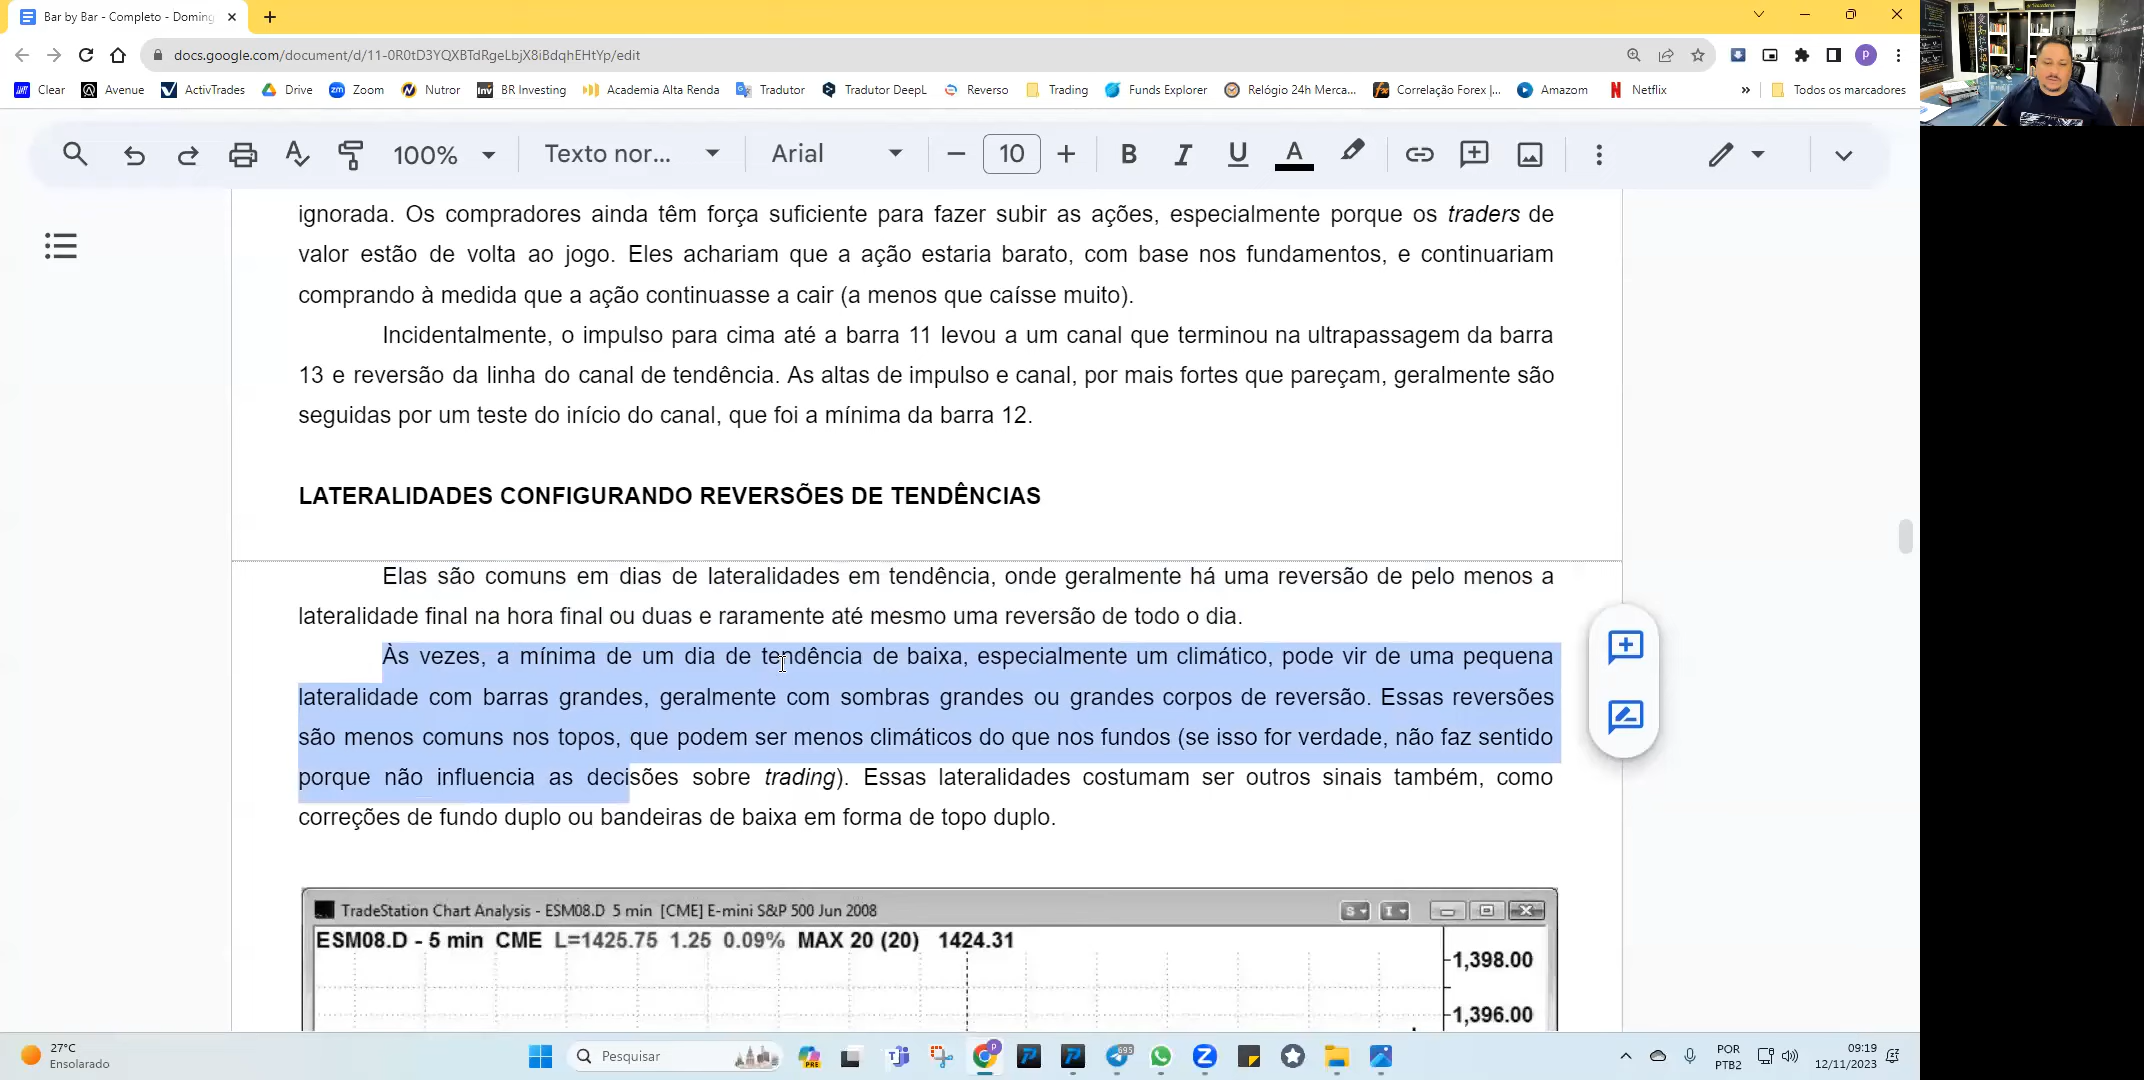 Bar by Bar - Completo - Doming
docs.google.com/document/d/11-0R0tD3YQXBTdRgeLbjX8iBdqhEHtYp/edit
Clear Avenue ActivTrades Drive Zoom Nutror BR Investing Academia Alta Renda Tradutor Tradutor DeepL Reverso Trading Funds Explorer Relógio 24h Merca... Correlação Forex |... Amazom Netflix » Todos os marcadores
100% Texto nor... Arial 10 B I U A
ignorada. Os compradores ainda têm força suficiente para fazer subir as ações, especialmente porque os traders de
valor estão de volta ao jogo. Eles achariam que a ação estaria barato, com base nos fundamentos, e continuariam
comprando à medida que a ação continuasse a cair (a menos que caísse muito).
Incidentalmente, o impulso para cima até a barra 11 levou a um canal que terminou na ultrapassagem da barra
13 e reversão da linha do canal de tendência. As altas de impulso e canal, por mais fortes que pareçam, geralmente são
seguidas por um teste do início do canal, que foi a mínima da barra 12.
LATERALIDADES CONFIGURANDO REVERSÕES DE TENDÊNCIAS
Elas são comuns em dias de lateralidades em tendência, onde geralmente há uma reversão de pelo menos a
lateralidade final na hora final ou duas e raramente até mesmo uma reversão de todo o dia.
Às vezes, a mínima de um dia de tendência de baixa, especialmente um climático, pode vir de uma pequena
lateralidade com barras grandes, geralmente com sombras grandes ou grandes corpos de reversão. Essas reversões
são menos comuns nos topos, que podem ser menos climáticos do que nos fundos (se isso for verdade, não faz sentido
porque não influencia as decisões sobre trading). Essas lateralidades costumam ser outros sinais também, como
correções de fundo duplo ou bandeiras de baixa em forma de topo duplo.
TradeStation Chart Analysis - ESM08.D 5 min [CME] E-mini S&P 500 Jun 2008
ESM08.D - 5 min CME L=1425.75 1.25 0.09% MAX 20 (20) 1424.31
1,398.00
1,396.00
27°C
Ensolarado
Pesquisar
PRE
695
POR
PTB2
09:19
12/11/2023